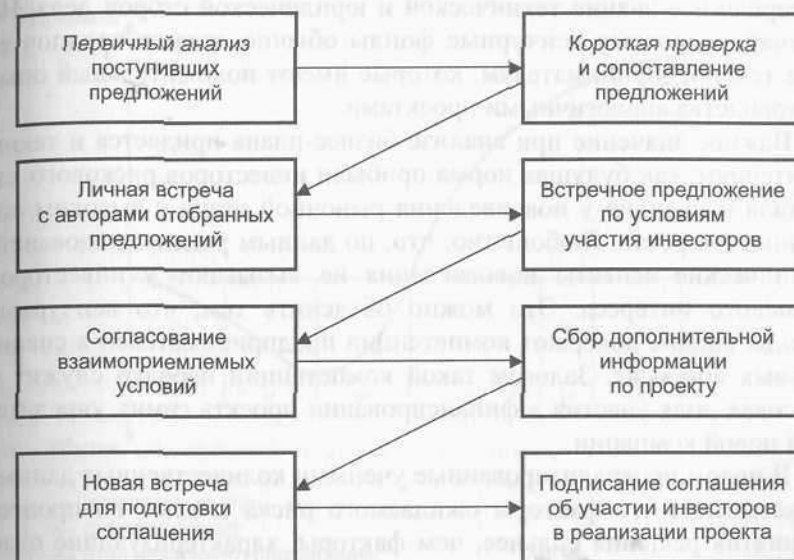 Первичный анализ
поступивших
предложений
Короткая проверка
и сопоставление
предложений
Личная встреча
с авторами отобранных
предложений
Встречное предложение
по условиям
участия инвесторов
Согласование
взаимоприемлемых
условий
Сбор дополнительной
информации
по проекту
Новая встреча
для подготовки
соглашения
Подписание соглашения
об участии инвесторов
в реализации проекта